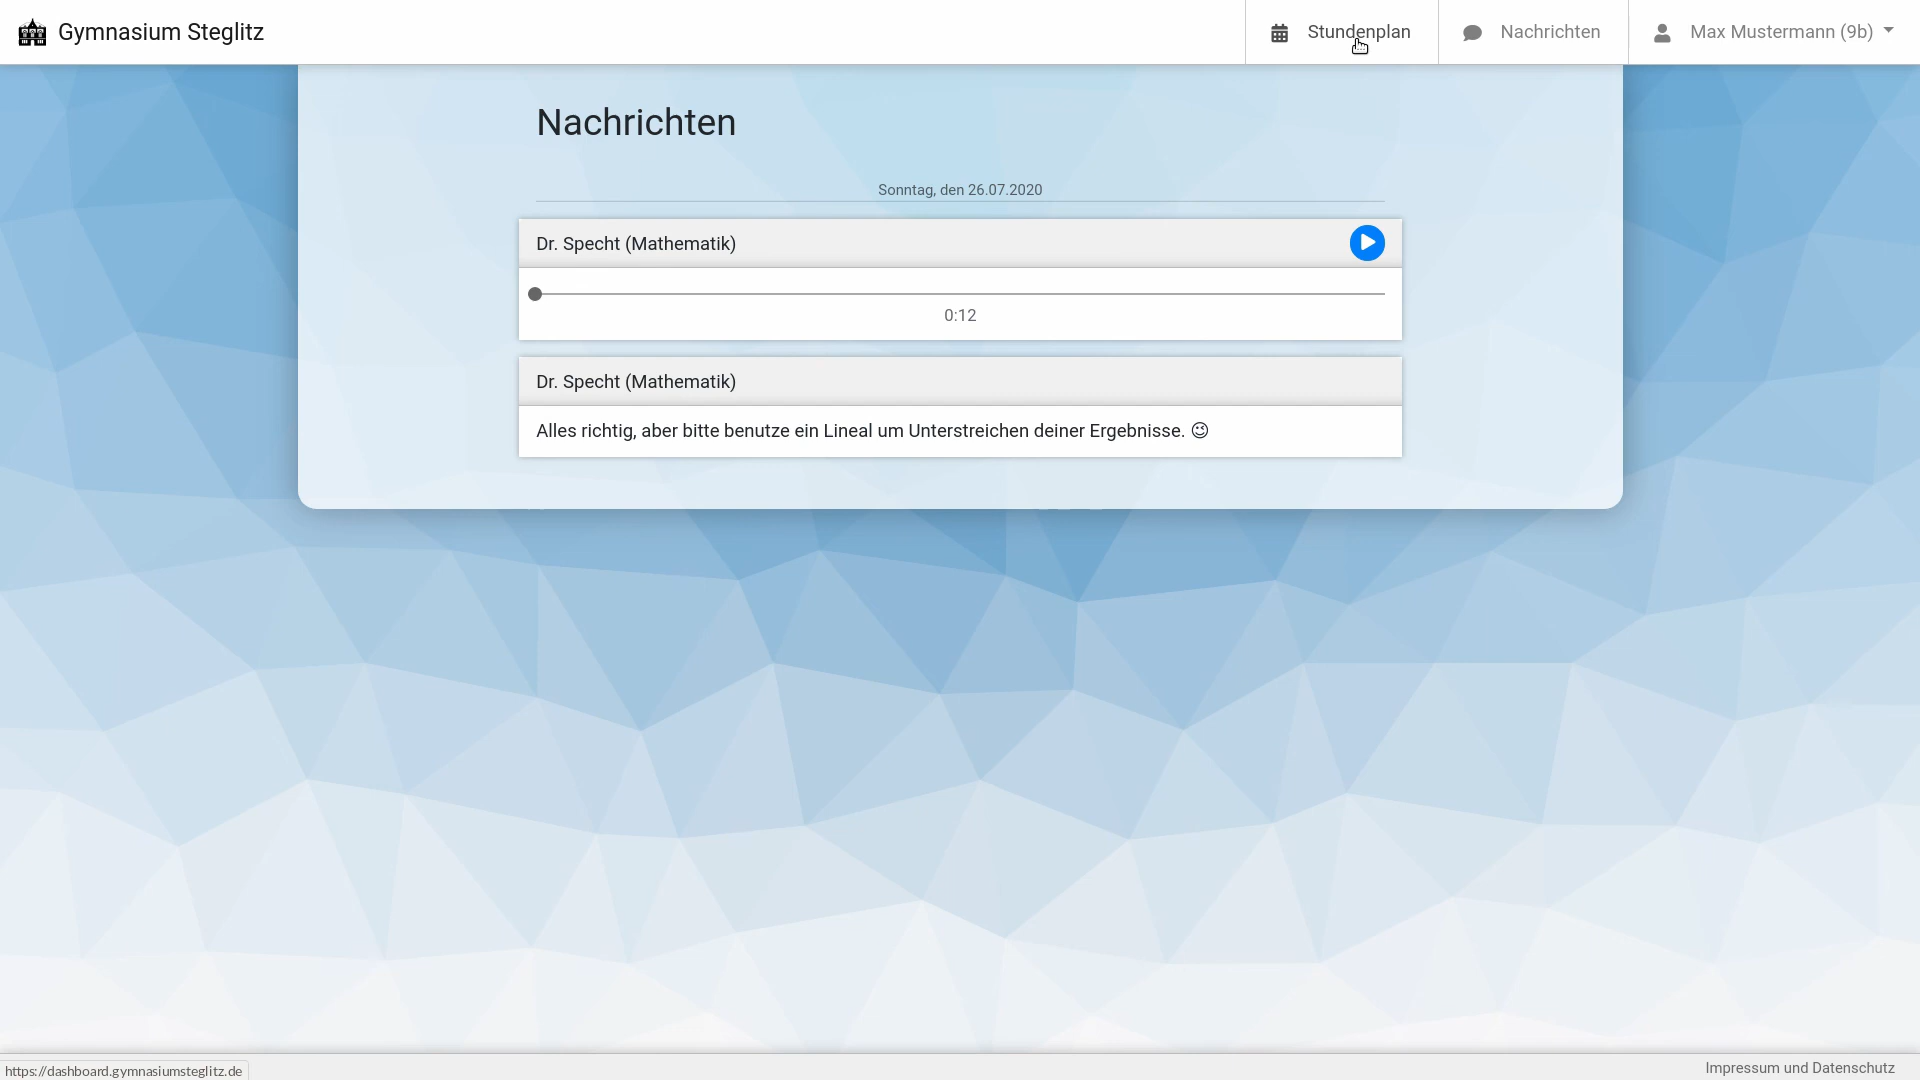 Gymnasium Steglitz
Stundenplan
Nachrichten
Max Mustermann (9b)
Nachrichten
Sonntag, den 26.07.2020
Dr. Specht (Mathematik)
0:12
Dr. Specht (Mathematik)
Alles richtig, aber bitte benutze ein Lineal um Unterstreichen deiner Ergebnisse. 😉
https://dashboard.gymnasiumsteglitz.de
Impressum und Datenschutz